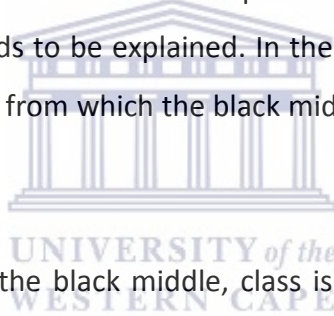 ds to be explained. In the
from which the black mid
UNIVERSITY of the
the black middle, class is
WESTERN CAPE